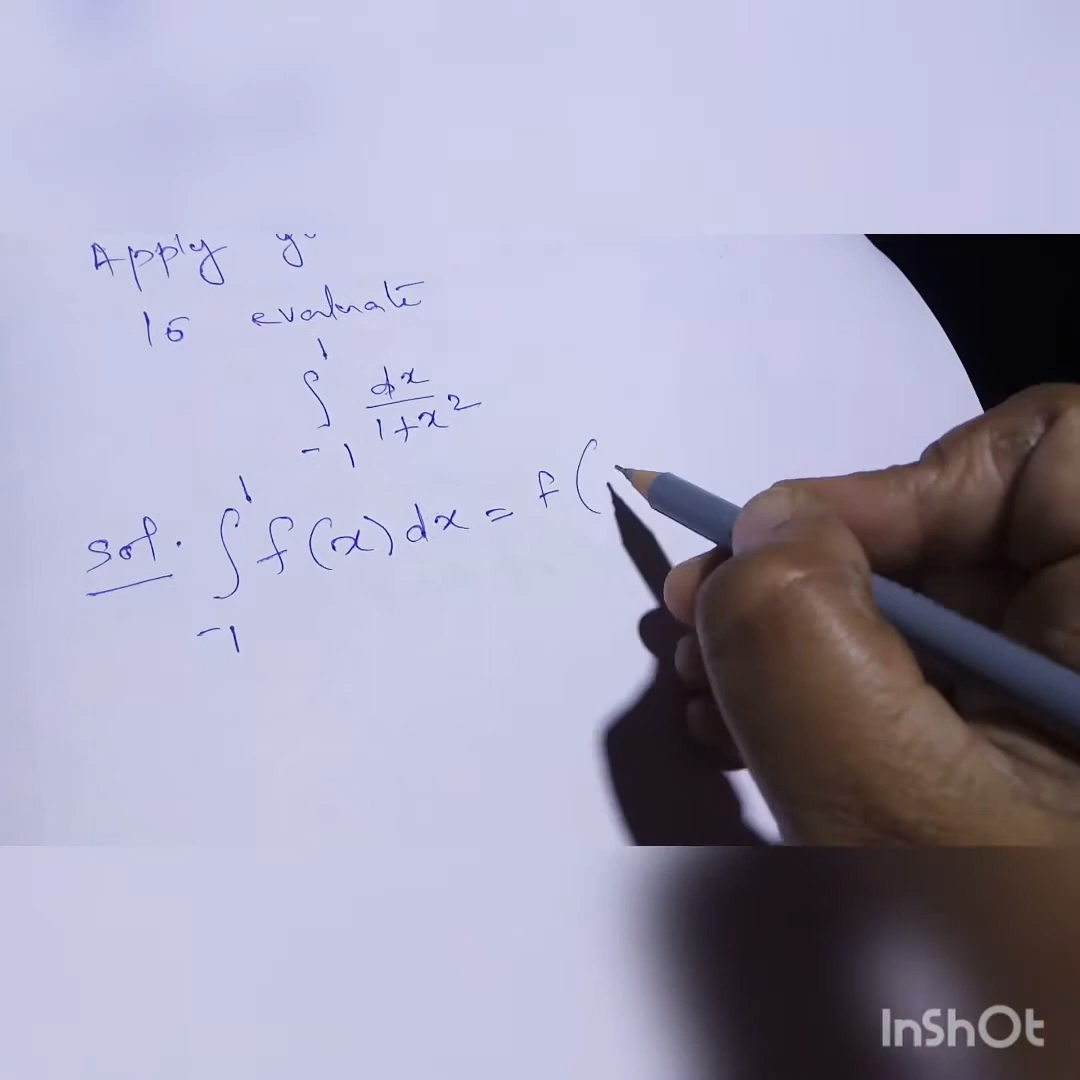 Apply
to evaluate
∫₋₁¹ dx/(1+x²)
Sol. ∫₋₁¹ f(x) dx = f(
InShOt